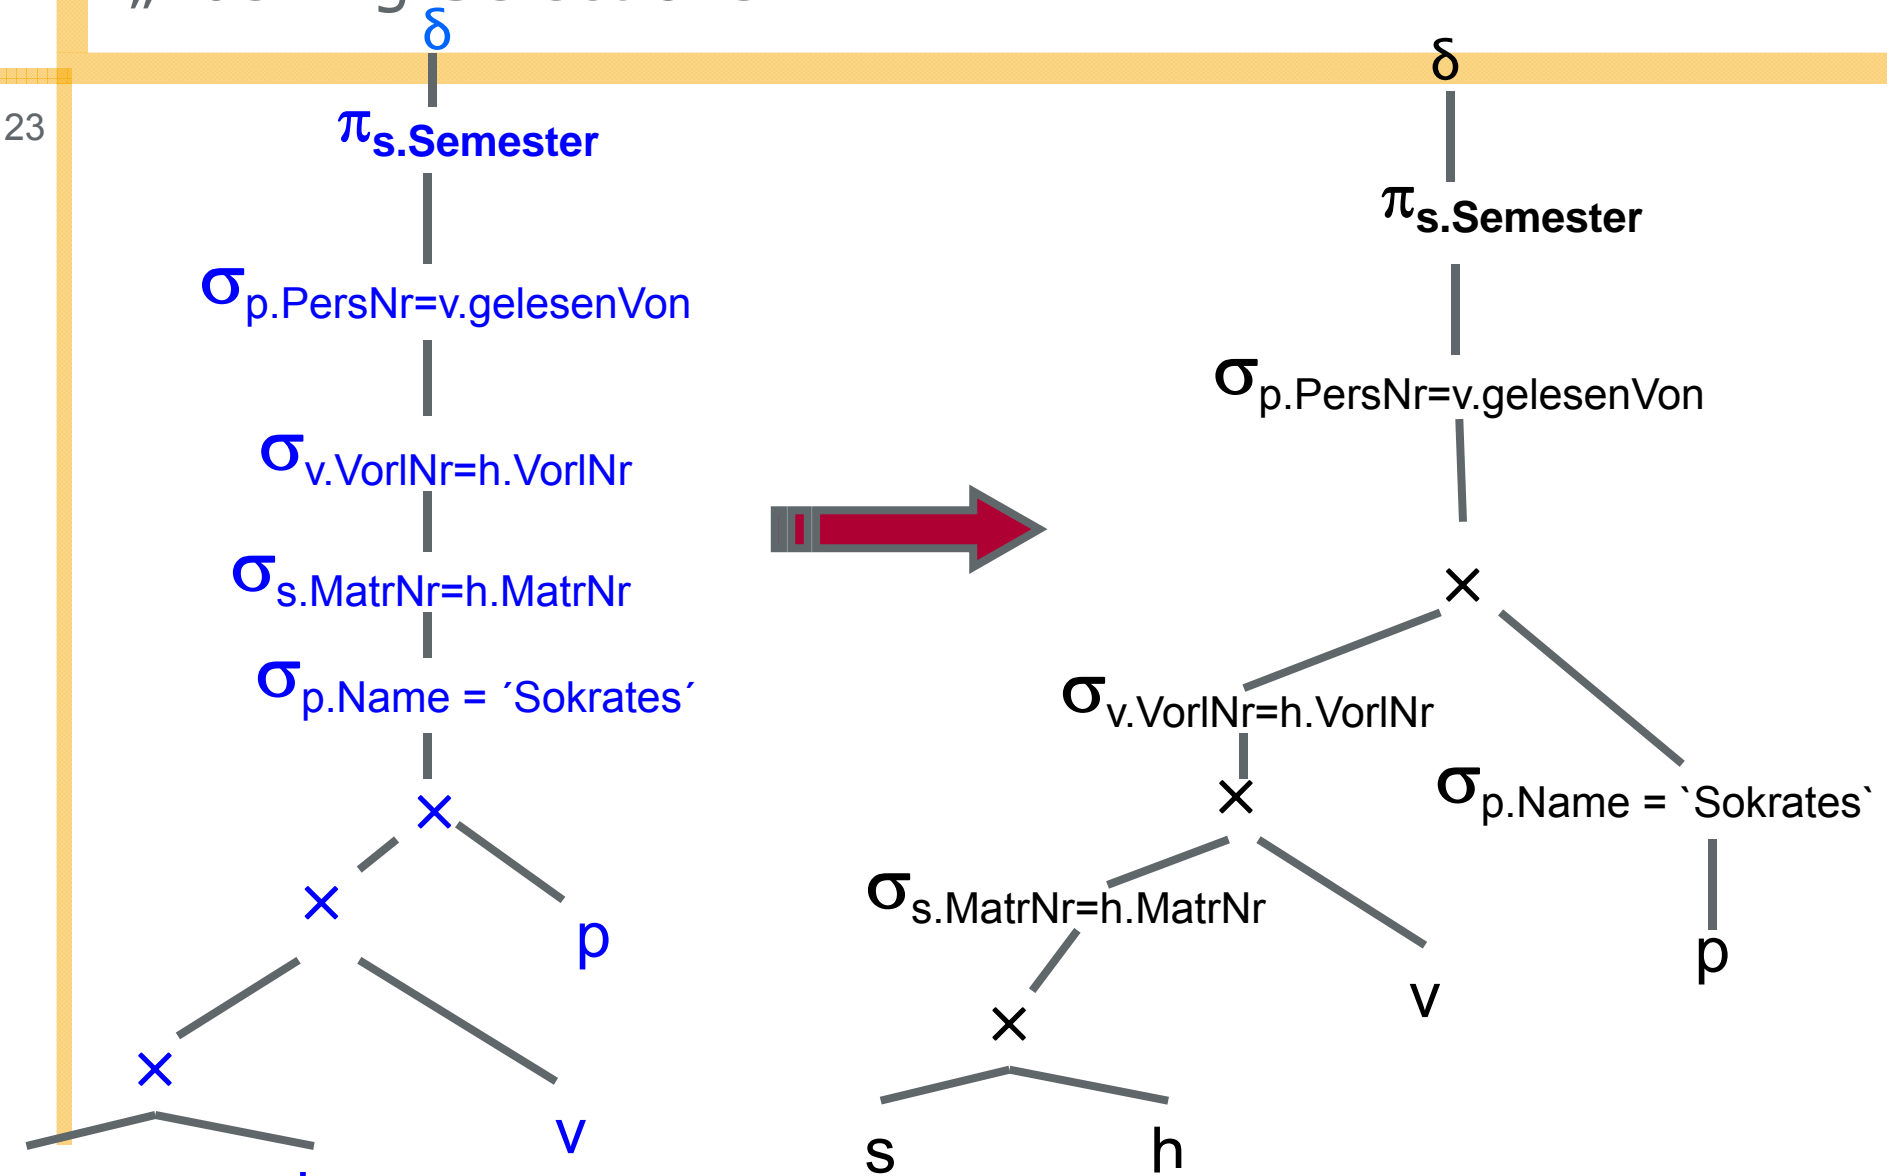 23
δ
πs.Semester
σp.PersNr=v.gelesenVon
σv.VorlNr=h.VorlNr
σs.MatrNr=h.MatrNr
σp.Name = ´Sokrates´
×
×
p
×
v
δ
πs.Semester
σp.PersNr=v.gelesenVon
×
σv.VorlNr=h.VorlNr
×
σp.Name = `Sokrates`
σs.MatrNr=h.MatrNr
p
v
×
s
h